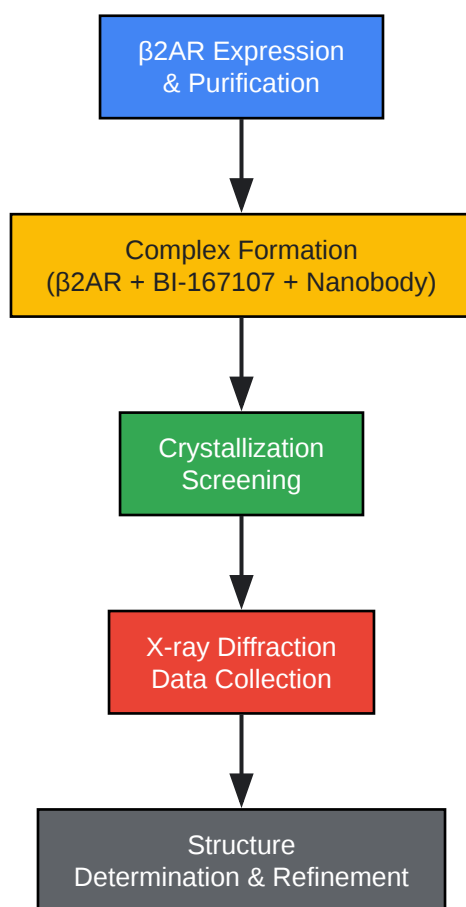 β2AR Expression
& Purification
Complex Formation
(β2AR + BI-167107 + Nanobody)
Crystallization
Screening
X-ray Diffraction
Data Collection
Structure
Determination & Refinement